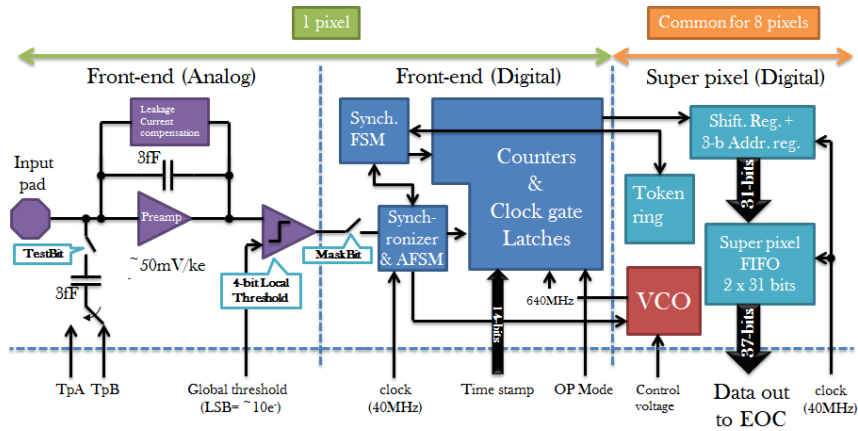 1 pixel
Common for 8 pixels
Front-end (Analog)
Front-end (Digital)
Super pixel (Digital)
Leakage
Current
compensation
3fF
Input
pad
Preamp
TestBit
~50mV/ke
3fF
4-bit Local
Threshold
MaskBit
Synch.
FSM
Synch-
ronizer
& AFSM
Counters
&
Clock gate
Latches
Shift. Reg. +
3-b Addr. reg.
31-bits
Token
ring
Super pixel
FIFO
2 x 31 bits
VCO
640MHz
14-bits
37-bits
TpA TpB
Global threshold
(LSB= ~10e-)
clock
(40MHz)
Time stamp
OP Mode
Control
voltage
Data out
to EOC
clock
(40MHz)